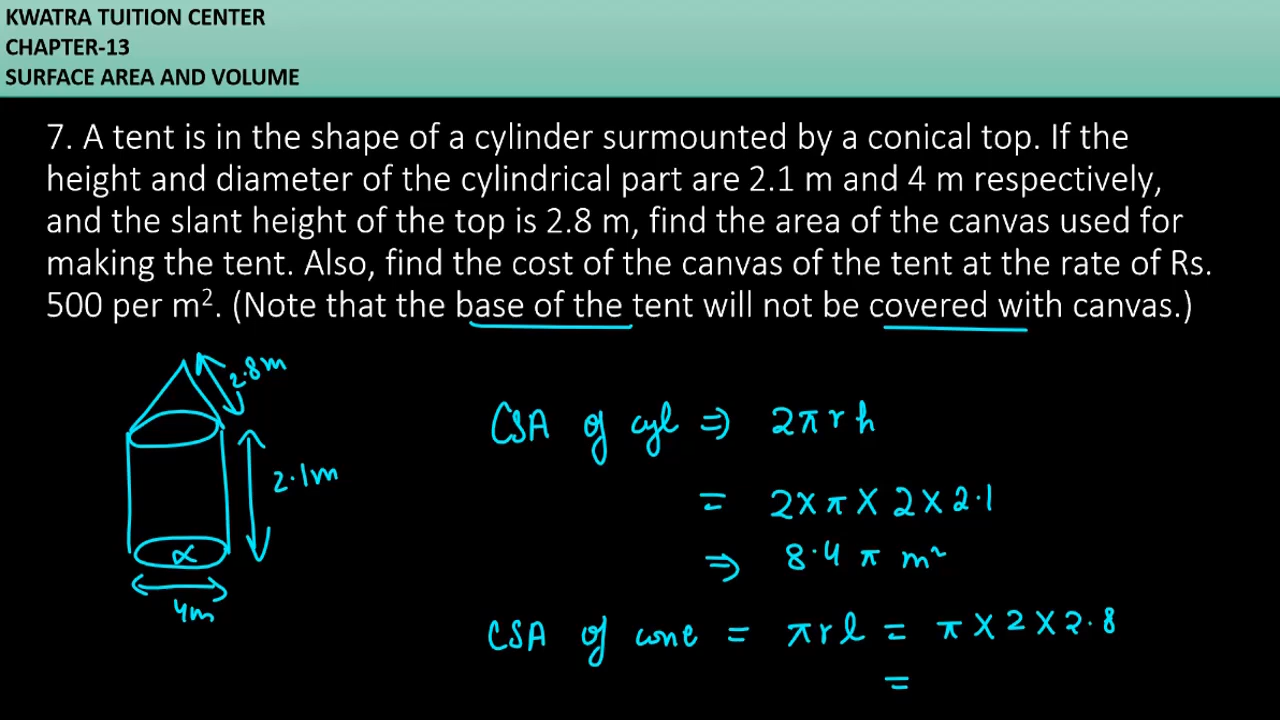 KWATRA TUITION CENTER
CHAPTER-13
SURFACE AREA AND VOLUME
7. A tent is in the shape of a cylinder surmounted by a conical top. If the
height and diameter of the cylindrical part are 2.1 m and 4 m respectively,
and the slant height of the top is 2.8 m, find the area of the canvas used for
making the tent. Also, find the cost of the canvas of the tent at the rate of Rs.
500 per m². (Note that the base of the tent will not be covered with canvas.)
2.8m
2.1m
4m
CSA of cyl ⇒ 2πrh
= 2×π×2×2.1
⇒ 8.4 π m²
CSA of cone = πrl = π×2×2.8
=